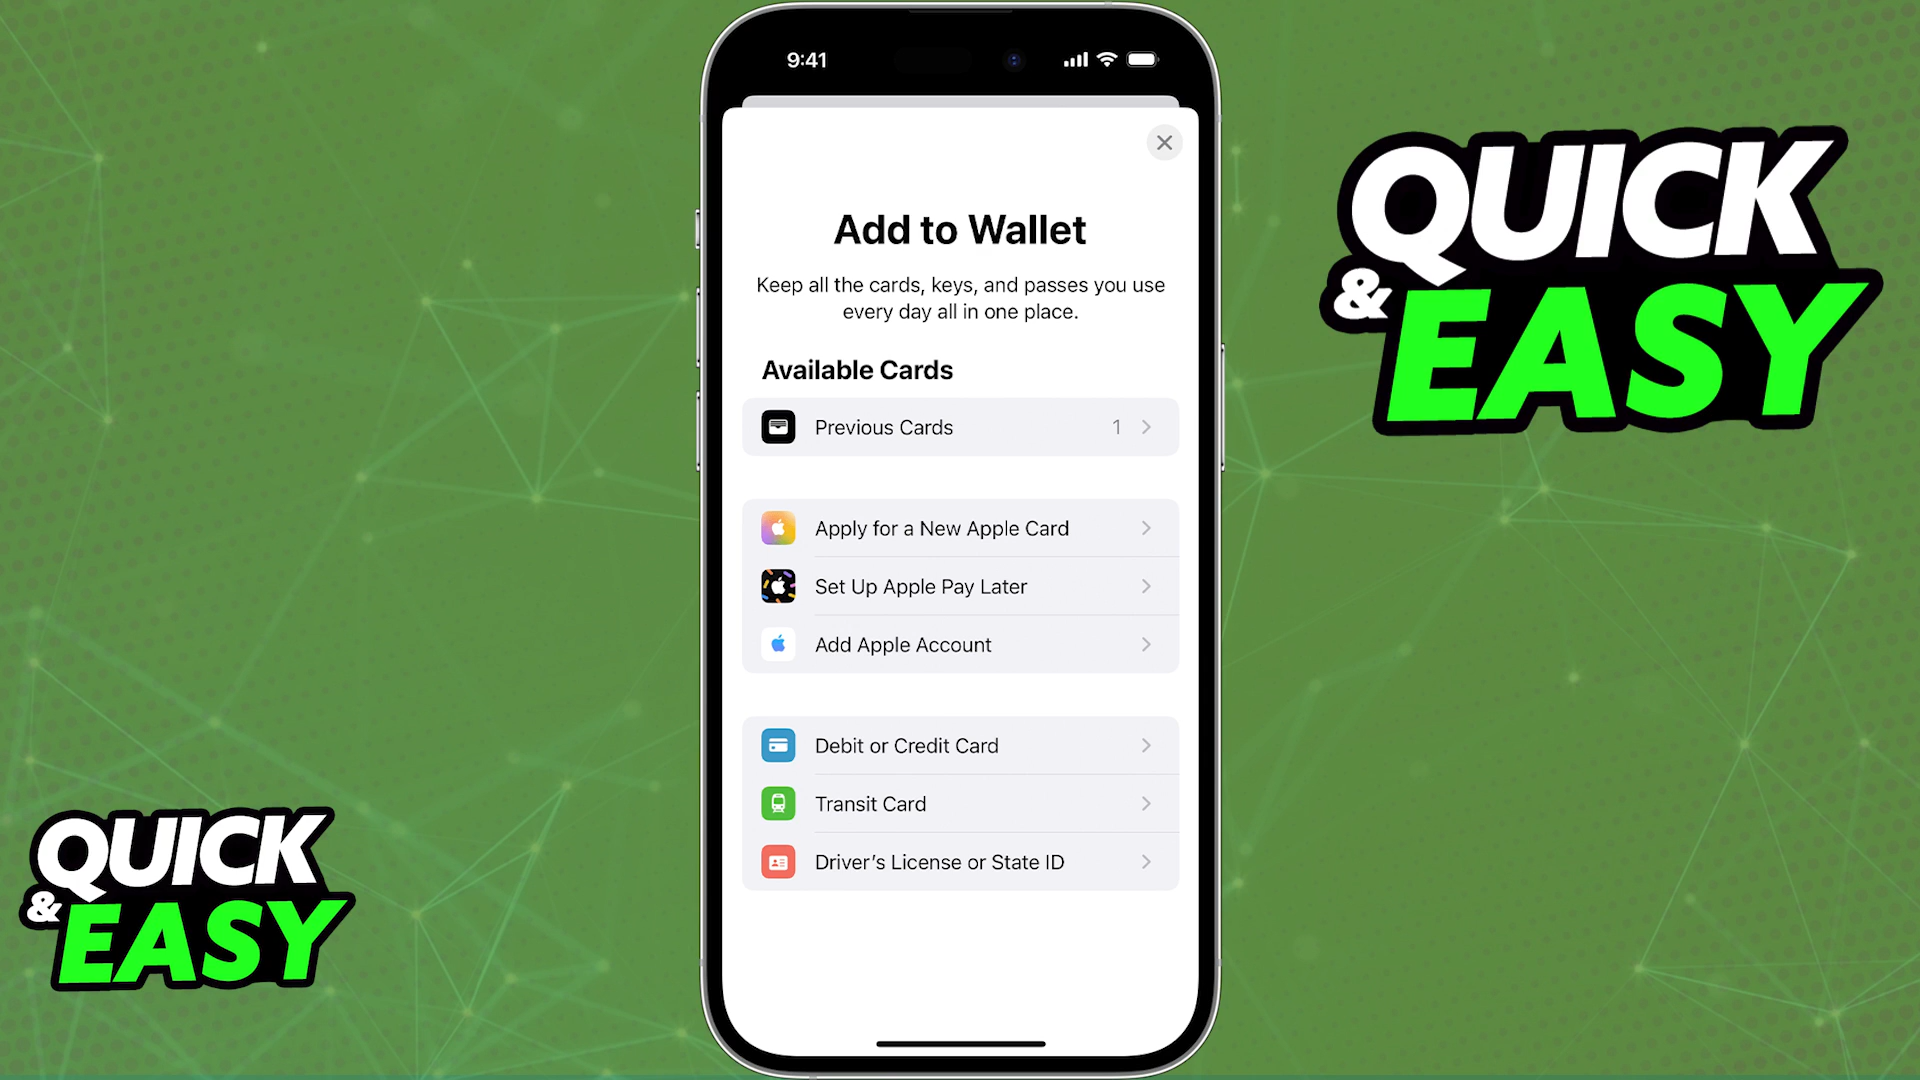 9:41
Add to Wallet
Keep all the cards, keys, and passes you use
every day all in one place.
Available Cards
Previous Cards 1
Apply for a New Apple Card
Set Up Apple Pay Later
Add Apple Account
Debit or Credit Card
Transit Card
Driver’s License or State ID
QUICK
& EASY
QUICK
& EASY